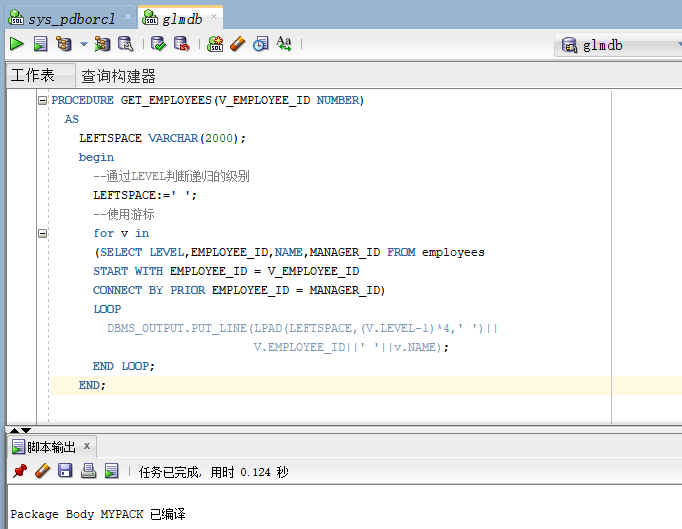 sys_pdborcl × glmdb ×
glmdb
工作表 查询构建器
PROCEDURE GET_EMPLOYEES(V_EMPLOYEE_ID NUMBER)
AS
LEFTSPACE VARCHAR(2000);
begin
--通过LEVEL判断递归的级别
LEFTSPACE:=' ';
--使用游标
for v in
(SELECT LEVEL,EMPLOYEE_ID,NAME,MANAGER_ID FROM employees
START WITH EMPLOYEE_ID = V_EMPLOYEE_ID
CONNECT BY PRIOR EMPLOYEE_ID = MANAGER_ID)
LOOP
DBMS_OUTPUT.PUT_LINE(LPAD(LEFTSPACE,(V.LEVEL-1)*4,' ')||
V.EMPLOYEE_ID||' '||v.NAME);
END LOOP;
END;
脚本输出 ×
任务已完成, 用时 0.124 秒
Package Body MYPACK 已编译